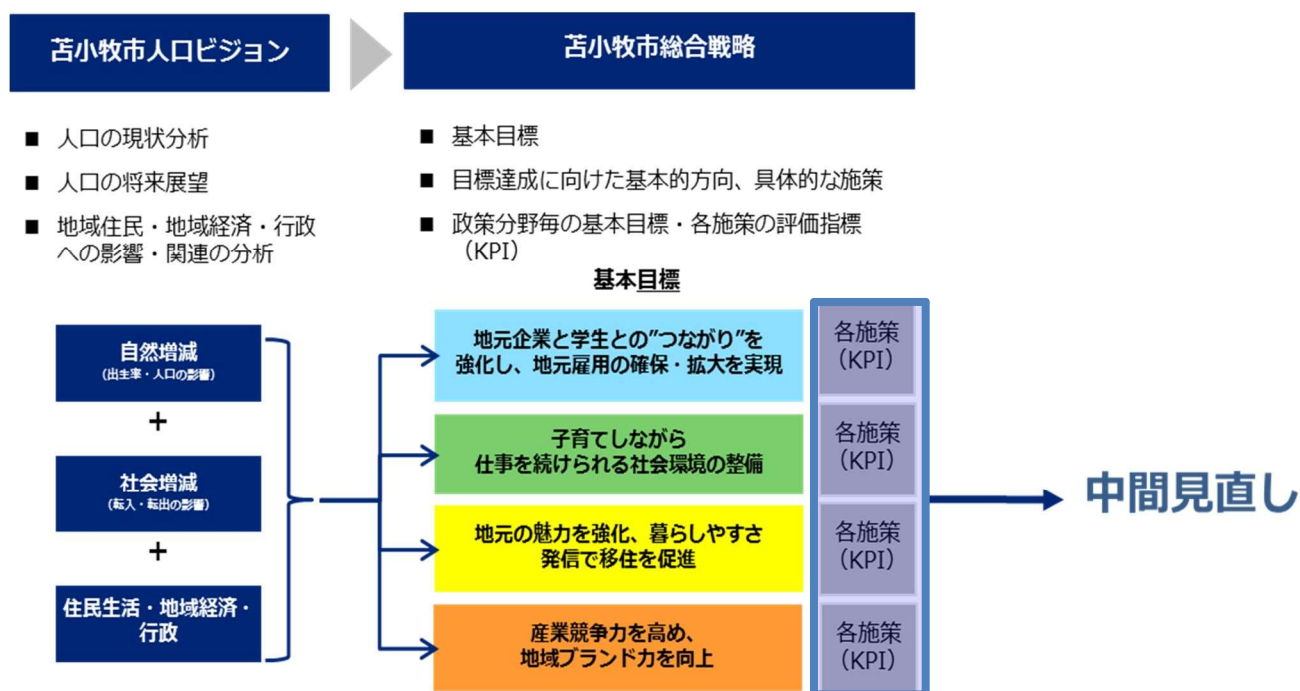 苫小牧市人口ビジョン
苫小牧市総合戦略
■ 人口の現状分析
■ 人口の将来展望
■ 地域住民・地域経済・行政
への影響・関連の分析
■ 基本目標
■ 目標達成に向けた基本的方向、具体的な施策
■ 政策分野毎の基本目標・各施策の評価指標
（KPI）
基本目標
自然増減
（出生率・人口の影響）
+
社会増減
（転入・転出の影響）
+
住民生活・地域経済・
行政
地元企業と学生との”つながり”を
強化し、地元雇用の確保・拡大を実現
各施策
（KPI）
子育てしながら
仕事を続けられる社会環境の整備
各施策
（KPI）
地元の魅力を強化、暮らしやすさ
発信で移住を促進
各施策
（KPI）
産業競争力を高め、
地域ブランド力を向上
各施策
（KPI）
中間見直し